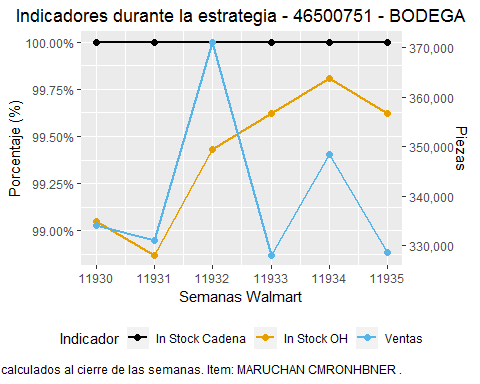 Indicadores durante la estrategia - 46500751 - BODEGA
100.00%
99.75%
99.50%
99.25%
99.00%
Porcentaje (%)
370,000
360,000
350,000
340,000
330,000
Piezas
11930 11931 11932 11933 11934 11935
Semanas Walmart
Indicador In Stock Cadena In Stock OH Ventas
calculados al cierre de las semanas. Item: MARUCHAN CMRONHBNER .